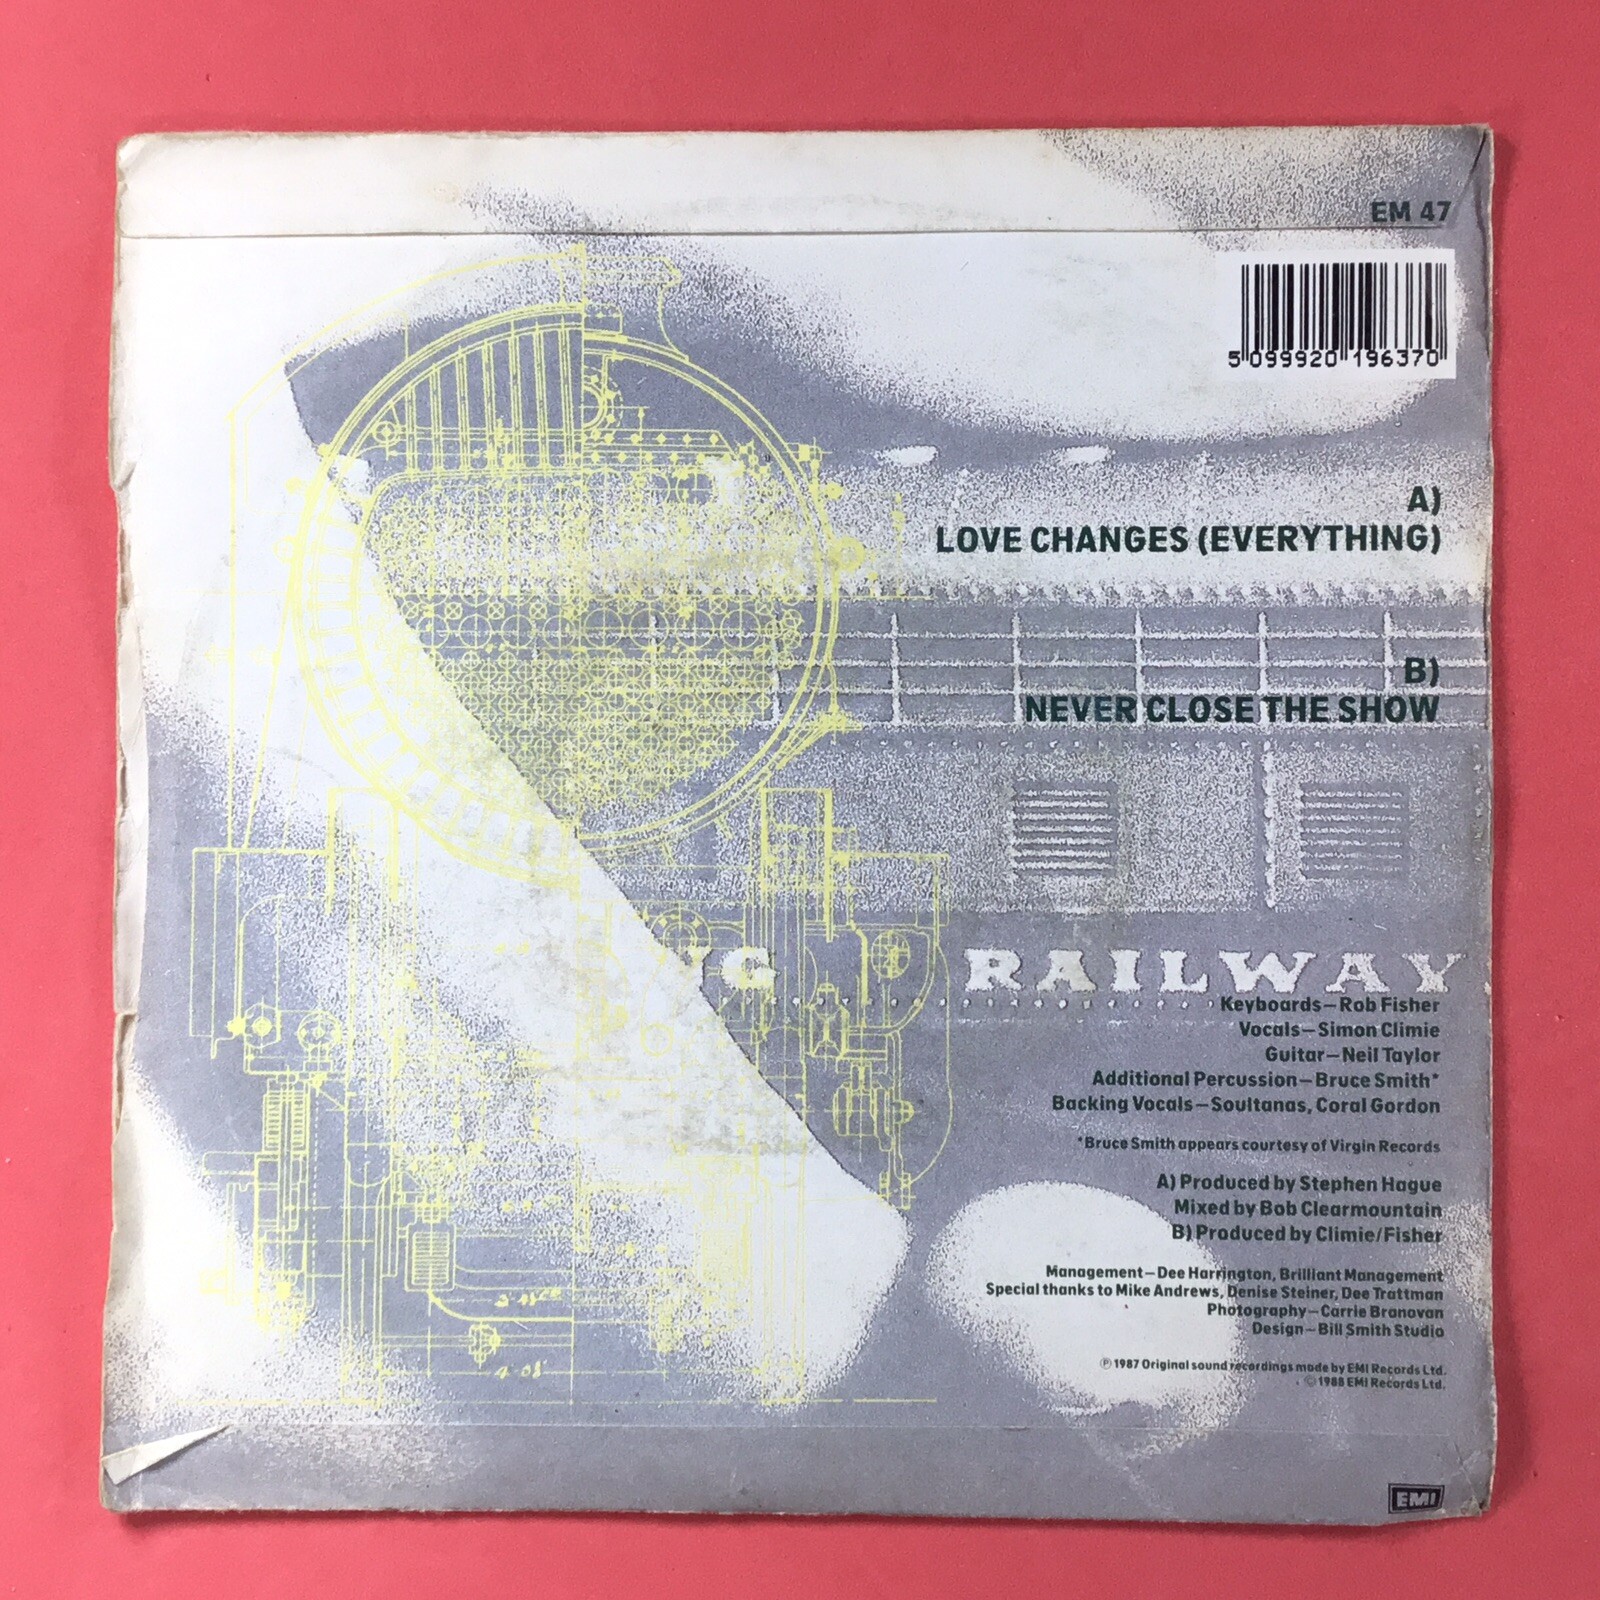 EM 47
5 099920 196370
A)
LOVE CHANGES (EVERYTHING)
B)
NEVER CLOSE THE SHOW
G RAILWAY
Keyboards–Rob Fisher
Vocals–Simon Climie
Guitar–Neil Taylor
Additional Percussion–Bruce Smith*
Backing Vocals–Soultanas, Coral Gordon
*Bruce Smith appears courtesy of Virgin Records
A) Produced by Stephen Hague
Mixed by Bob Clearmountain
B) Produced by Climie/Fisher
Management–Dee Harrington, Brilliant Management
Special thanks to Mike Andrews, Denise Steiner, Dee Trattman
Photography–Carrie Branovan
Design–Bill Smith Studio
℗ 1987 Original sound recordings made by EMI Records Ltd.
© 1988 EMI Records Ltd.
EMI